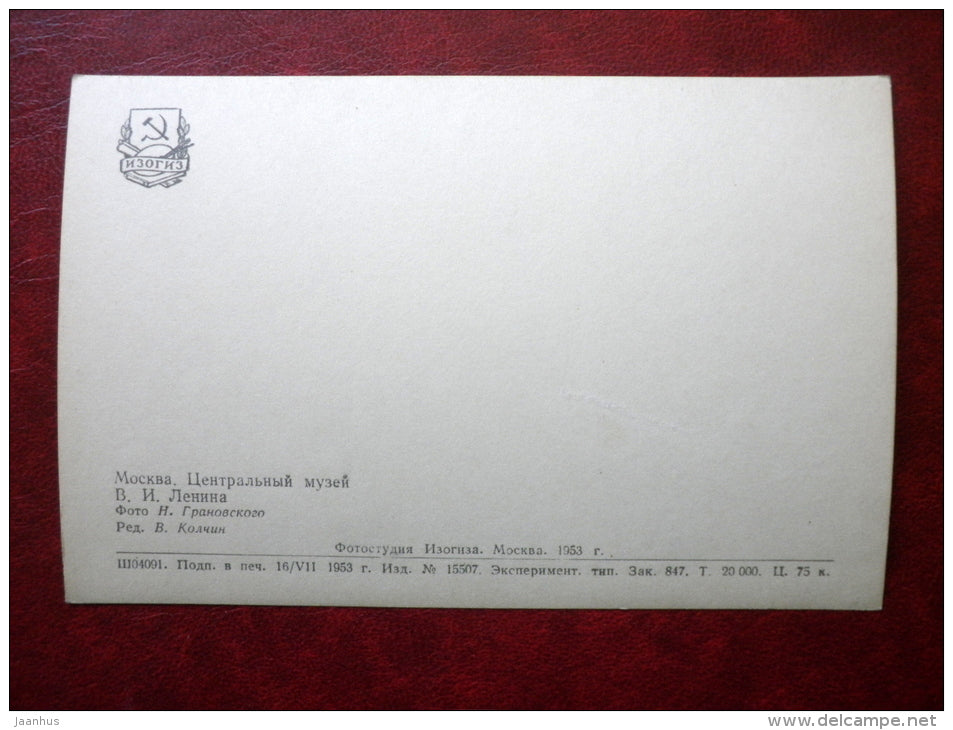 ИЗОГИЗ
Москва. Центральный музей
В. И. Ленина
Фото Н. Грановского
Ред. В. Колчин
Фотостудия Изогиза. Москва. 1953 г.
Ш04091. Подп. в печ. 16/VII 1953 г. Изд. № 15507. Эксперимент. тип. Зак. 847. Т. 20 000. Ц. 75 к.
jaanhus
www.delcampe.net